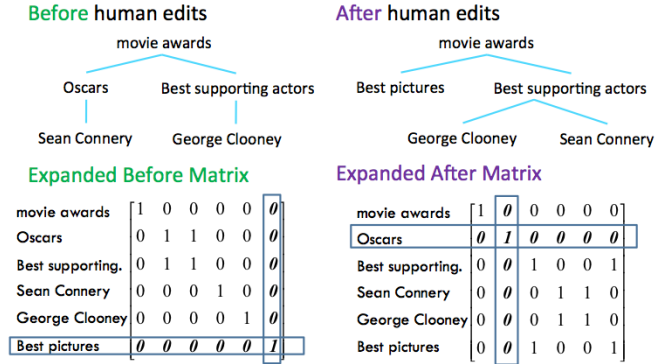 Before human edits
movie awards
Oscars Best supporting actors
Sean Connery George Clooney
After human edits
movie awards
Best pictures Best supporting actors
George Clooney Sean Connery
Expanded Before Matrix
movie awards 1 0 0 0 0 0
Oscars 0 1 1 0 0 0
Best supporting. 0 1 1 0 0 0
Sean Connery 0 0 0 1 0 0
George Clooney 0 0 0 0 1 0
Best pictures 0 0 0 0 0 1
Expanded After Matrix
movie awards 1 0 0 0 0 0
Oscars 0 1 0 0 0 0
Best supporting. 0 0 1 0 0 1
Sean Connery 0 0 0 1 1 0
George Clooney 0 0 0 1 1 0
Best pictures 0 0 1 0 0 1